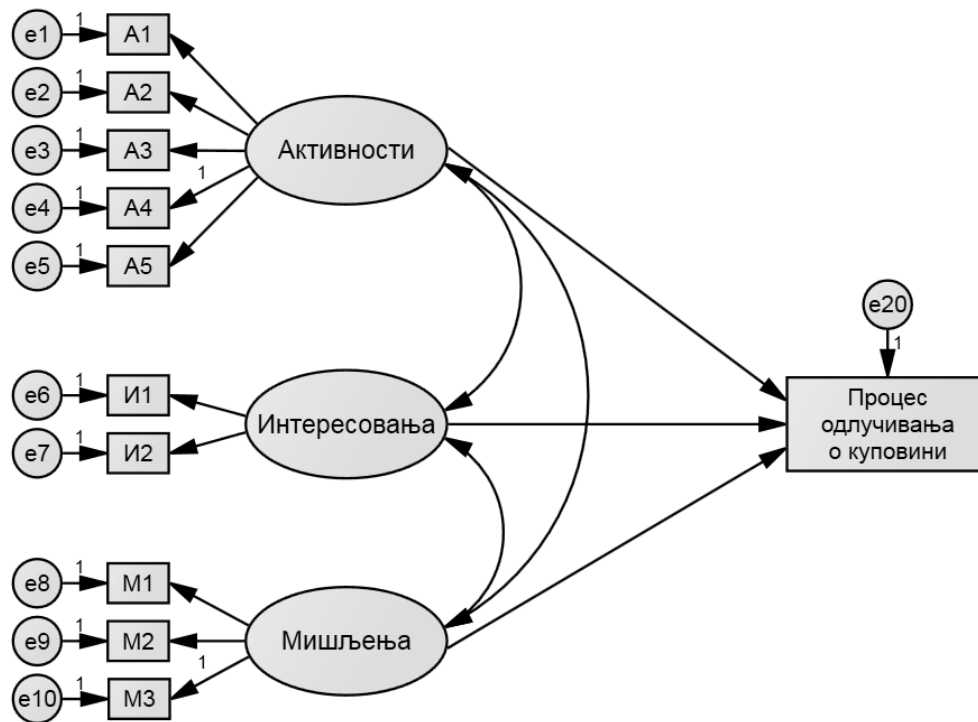 e1 1 А1
e2 1 А2
e3 1 А3
1
e4 1 А4
e5 1 А5
Активности
e20
1
e6 1 И1
e7 1 И2
Интересовања
Процес
одлучивања
о куповини
e8 1 М1
e9 1 М2
1
e10 1 М3
Мишљења